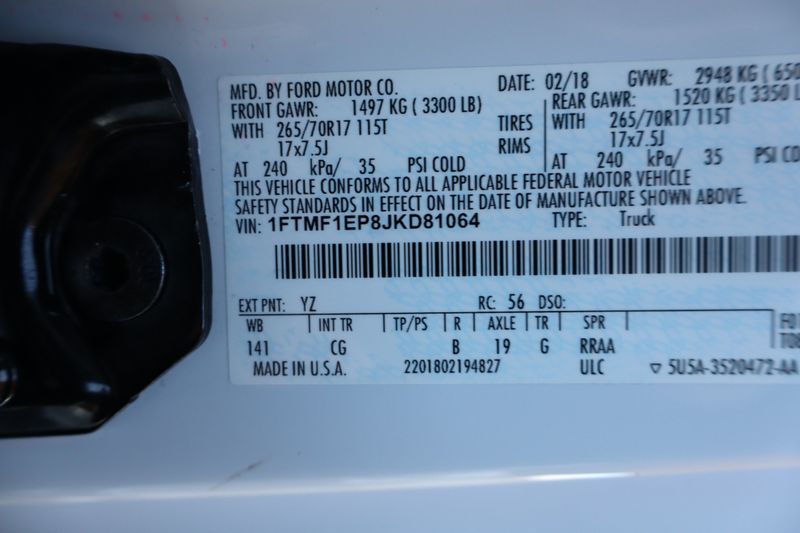 MFD. BY FORD MOTOR CO. DATE: 02/18 GVWR: 2948 KG ( 650
FRONT GAWR: 1497 KG ( 3300 LB) REAR GAWR: 1520 KG ( 3350 L
WITH 265/70R17 115T TIRES WITH 265/70R17 115T
17x7.5J RIMS 17x7.5J
AT 240 kPa/ 35 PSI COLD AT 240 kPa/ 35 PSI CO
THIS VEHICLE CONFORMS TO ALL APPLICABLE FEDERAL MOTOR VEHICLE
SAFETY STANDARDS IN EFFECT ON THE DATE OF MANUFACTURE SHOWN ABOVE.
VIN: 1FTMF1EP8JKD81064 TYPE: Truck
EXT PNT: YZ RC: 56 DSO:
WB INT TR TP/PS R AXLE TR SPR
141 CG B 19 G RRAA
MADE IN U.S.A. 2201802194827 ULC ▽ 5U5A-3520472-AA